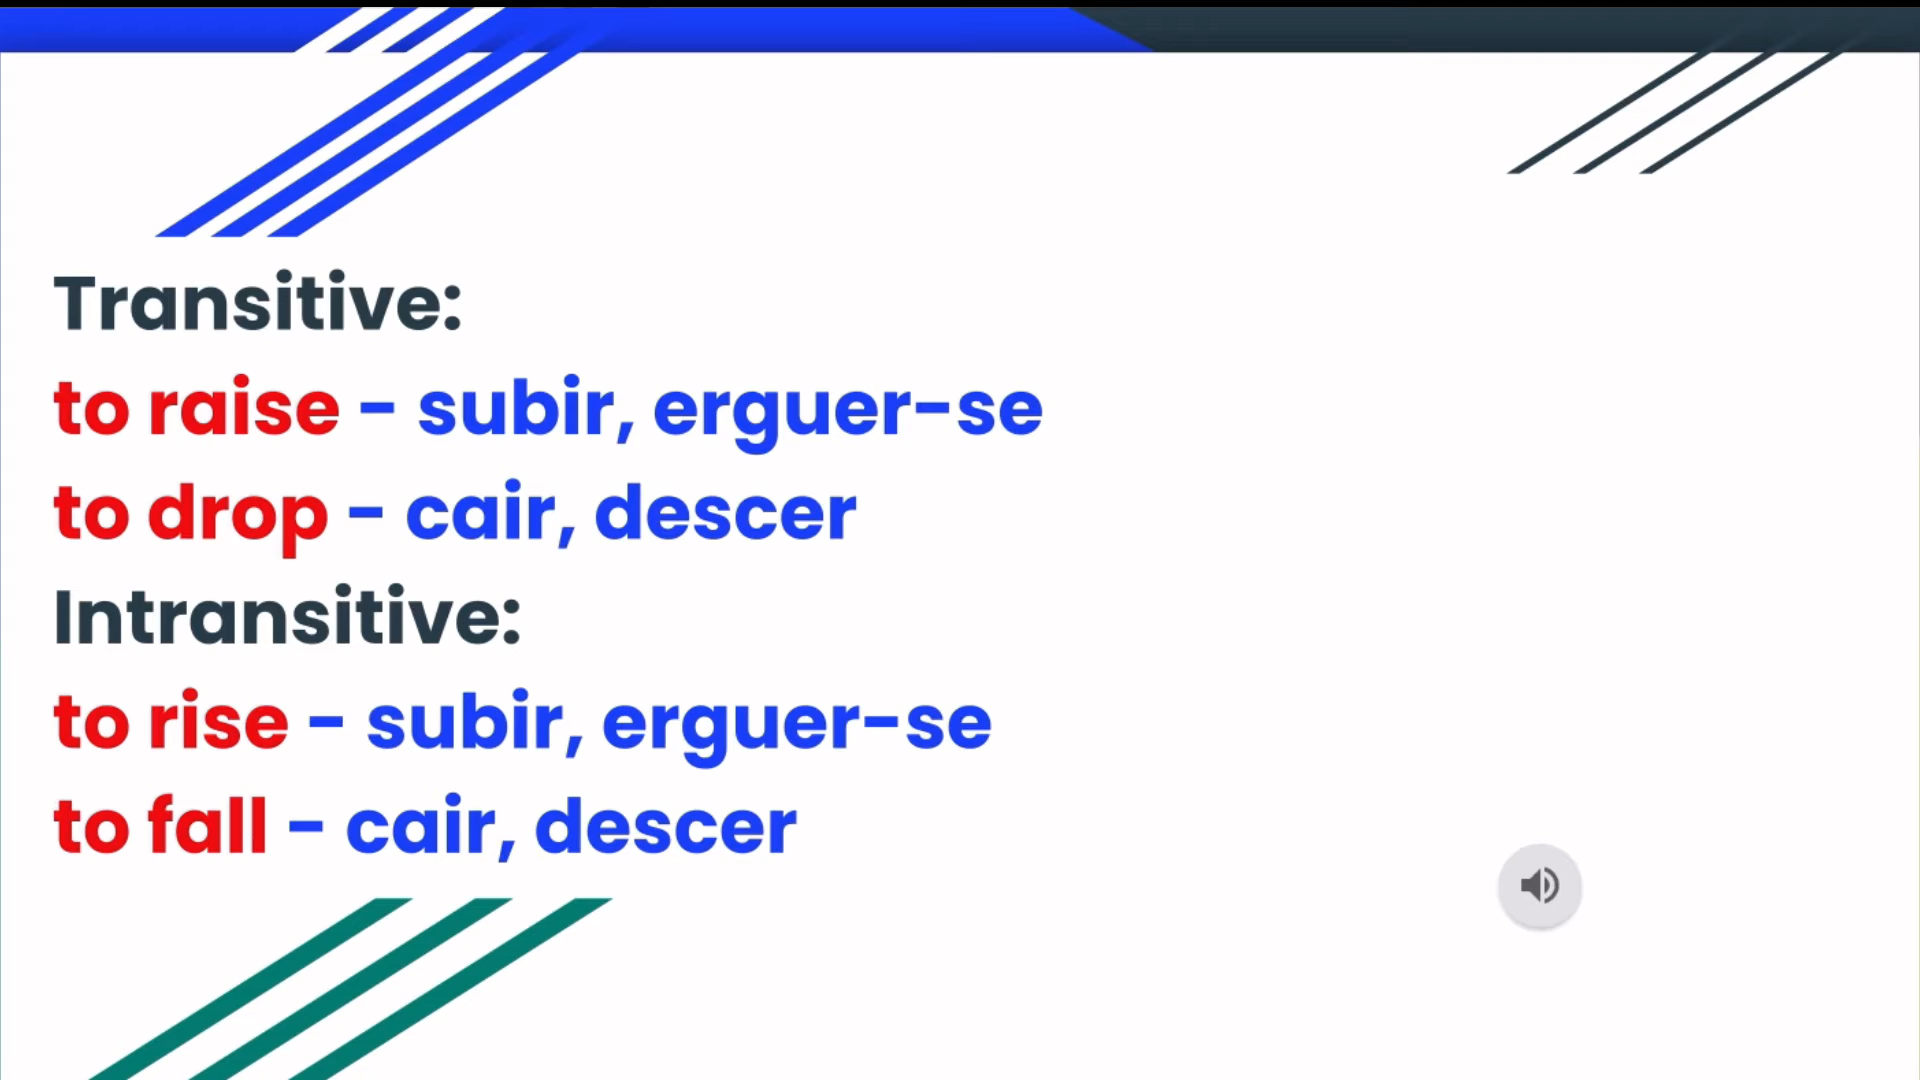 Transitive:
to raise - subir, erguer-se
to drop - cair, descer
Intransitive:
to rise - subir, erguer-se
to fall - cair, descer